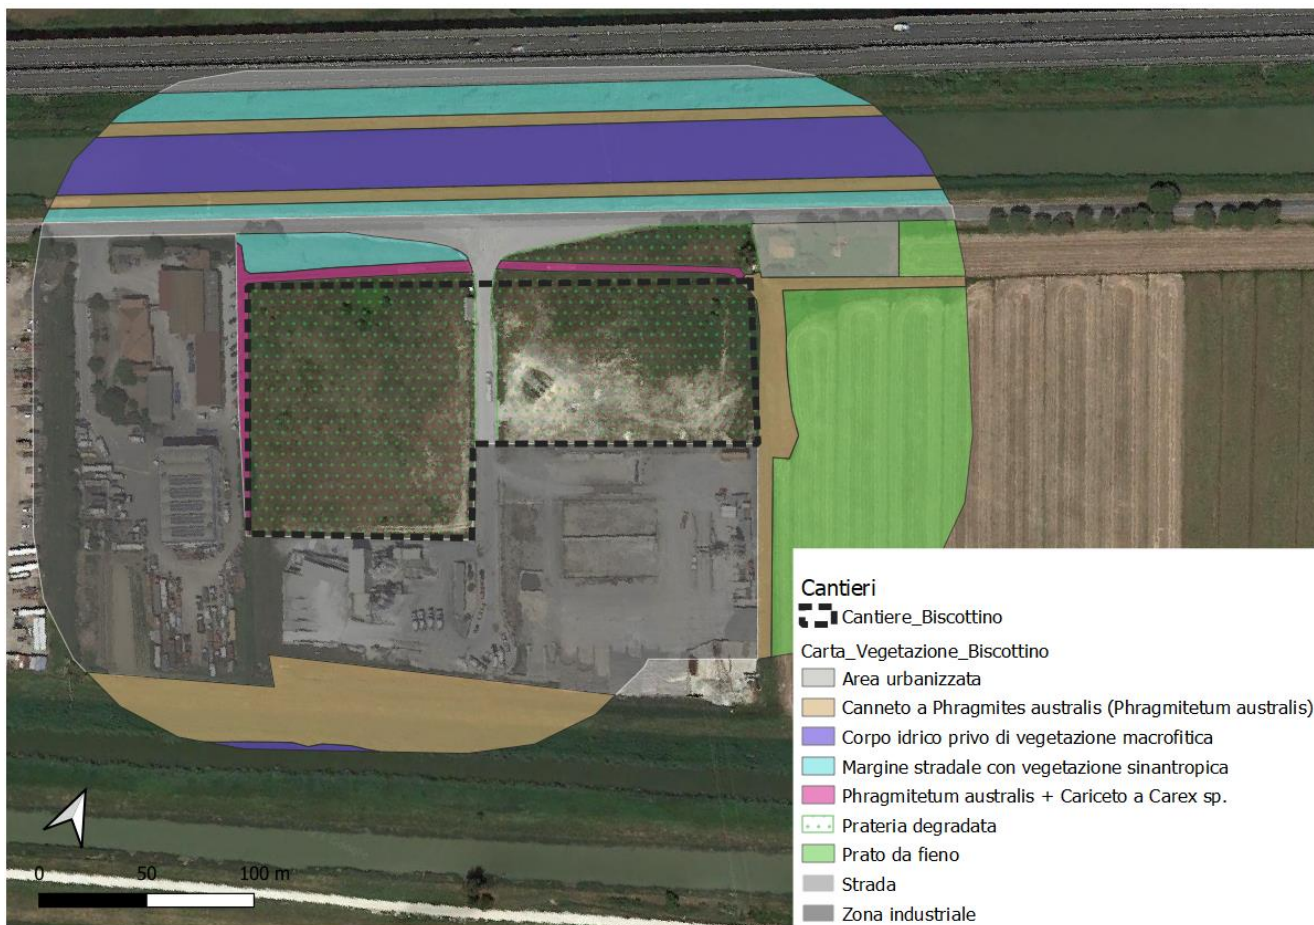 Cantieri
Cantiere_Biscottino
Carta_Vegetazione_Biscottino
Area urbanizzata
Canneto a Phragmites australis (Phragmitetum australis)
Corpo idrico privo di vegetazione macrofitica
Margine stradale con vegetazione sinantropica
Phragmitetum australis + Cariceto a Carex sp.
Prateria degradata
Prato da fieno
Strada
Zona industriale
0 50 100 m